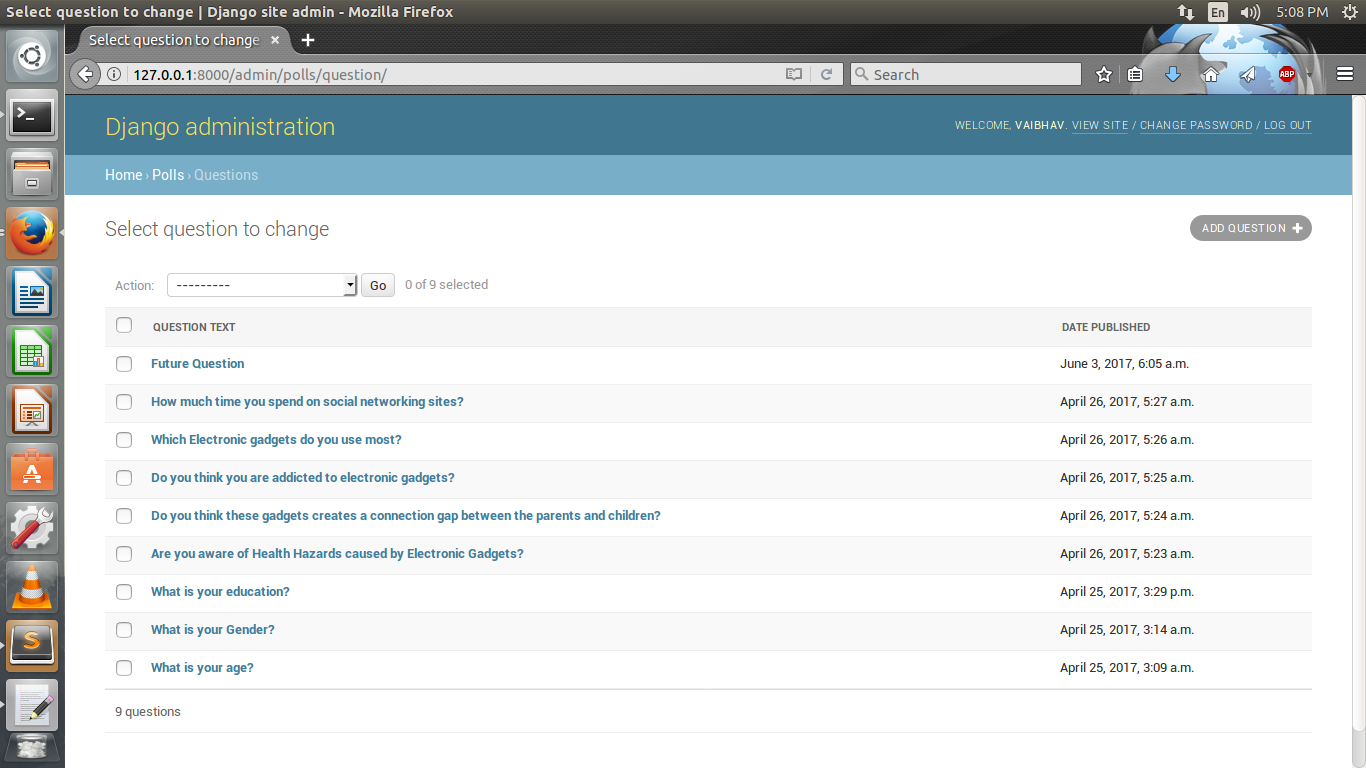 Select question to change | Django site admin - Mozilla Firefox
En
5:08 PM
Select question to change
127.0.0.1:8000/admin/polls/question/
Search
ABP
Django administration
WELCOME, VAIBHAV. VIEW SITE / CHANGE PASSWORD / LOG OUT
Home › Polls › Questions
Select question to change
ADD QUESTION
Action: --------- Go 0 of 9 selected
QUESTION TEXT DATE PUBLISHED
Future Question June 3, 2017, 6:05 a.m.
How much time you spend on social networking sites? April 26, 2017, 5:27 a.m.
Which Electronic gadgets do you use most? April 26, 2017, 5:26 a.m.
Do you think you are addicted to electronic gadgets? April 26, 2017, 5:25 a.m.
Do you think these gadgets creates a connection gap between the parents and children? April 26, 2017, 5:24 a.m.
Are you aware of Health Hazards caused by Electronic Gadgets? April 26, 2017, 5:23 a.m.
What is your education? April 25, 2017, 3:29 p.m.
What is your Gender? April 25, 2017, 3:14 a.m.
What is your age? April 25, 2017, 3:09 a.m.
9 questions